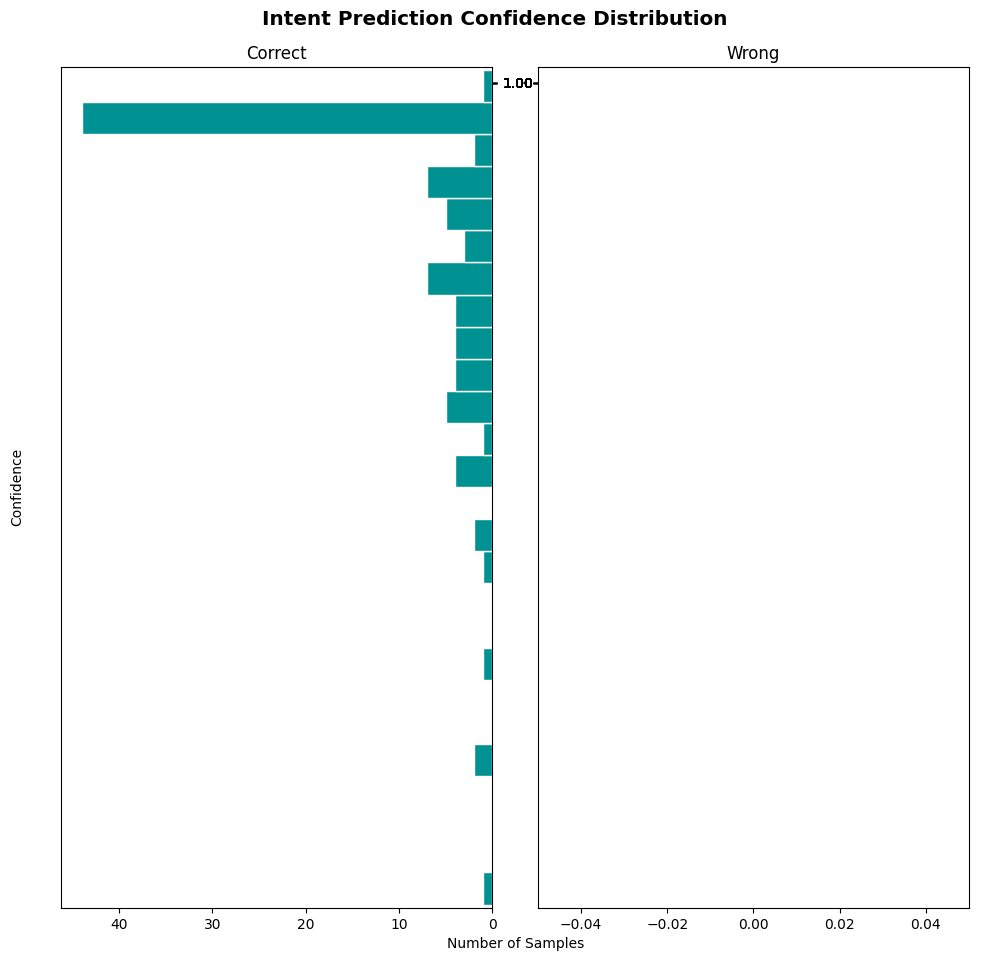 Intent Prediction Confidence Distribution
Correct
Wrong
1.00
Confidence
40 30 20 10 0
−0.04 −0.02 0.00 0.02 0.04
Number of Samples